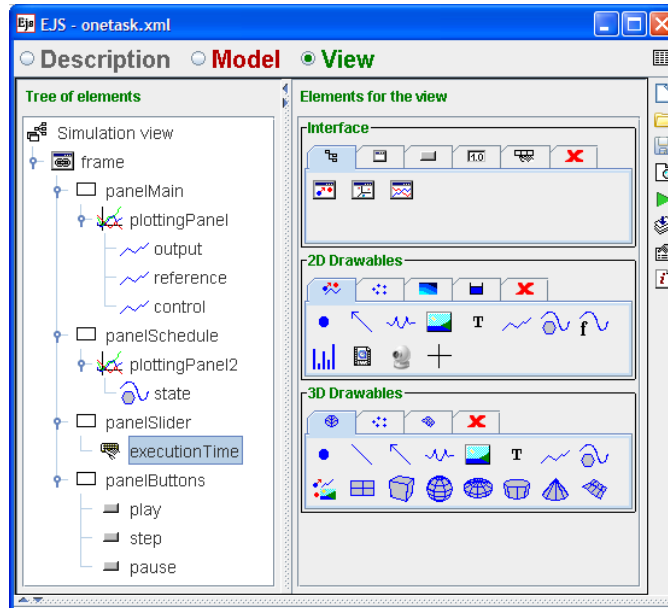 Ejs EJS - onetask.xml
Description Model View
Tree of elements
Simulation view
frame
panelMain
plottingPanel
output
reference
control
panelSchedule
plottingPanel2
state
panelSlider
executionTime
panelButtons
play
step
pause
Elements for the view
Interface
1.0
2D Drawables
T
f
3D Drawables
T
i